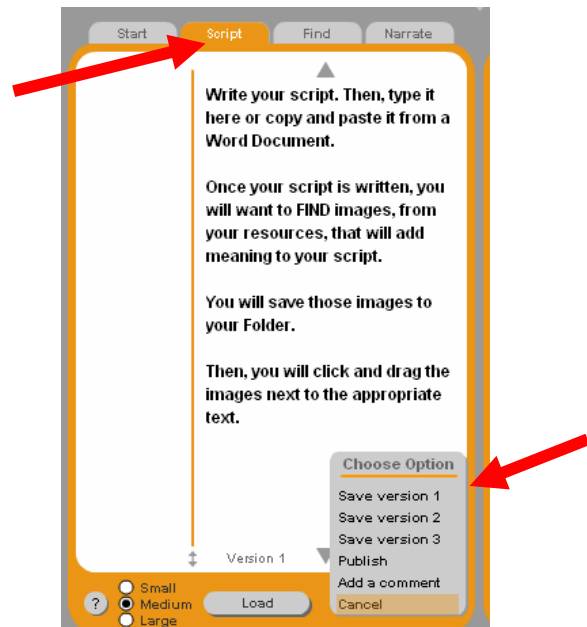 Start Script Find Narrate
Write your script. Then, type it
here or copy and paste it from a
Word Document.
Once your script is written, you
will want to FIND images, from
your resources, that will add
meaning to your script.
You will save those images to
your Folder.
Then, you will click and drag the
images next to the appropriate
text.
Choose Option
Save version 1
Save version 2
Save version 3
Publish
Add a comment
Cancel
Version 1
Small
? Medium Load
Large